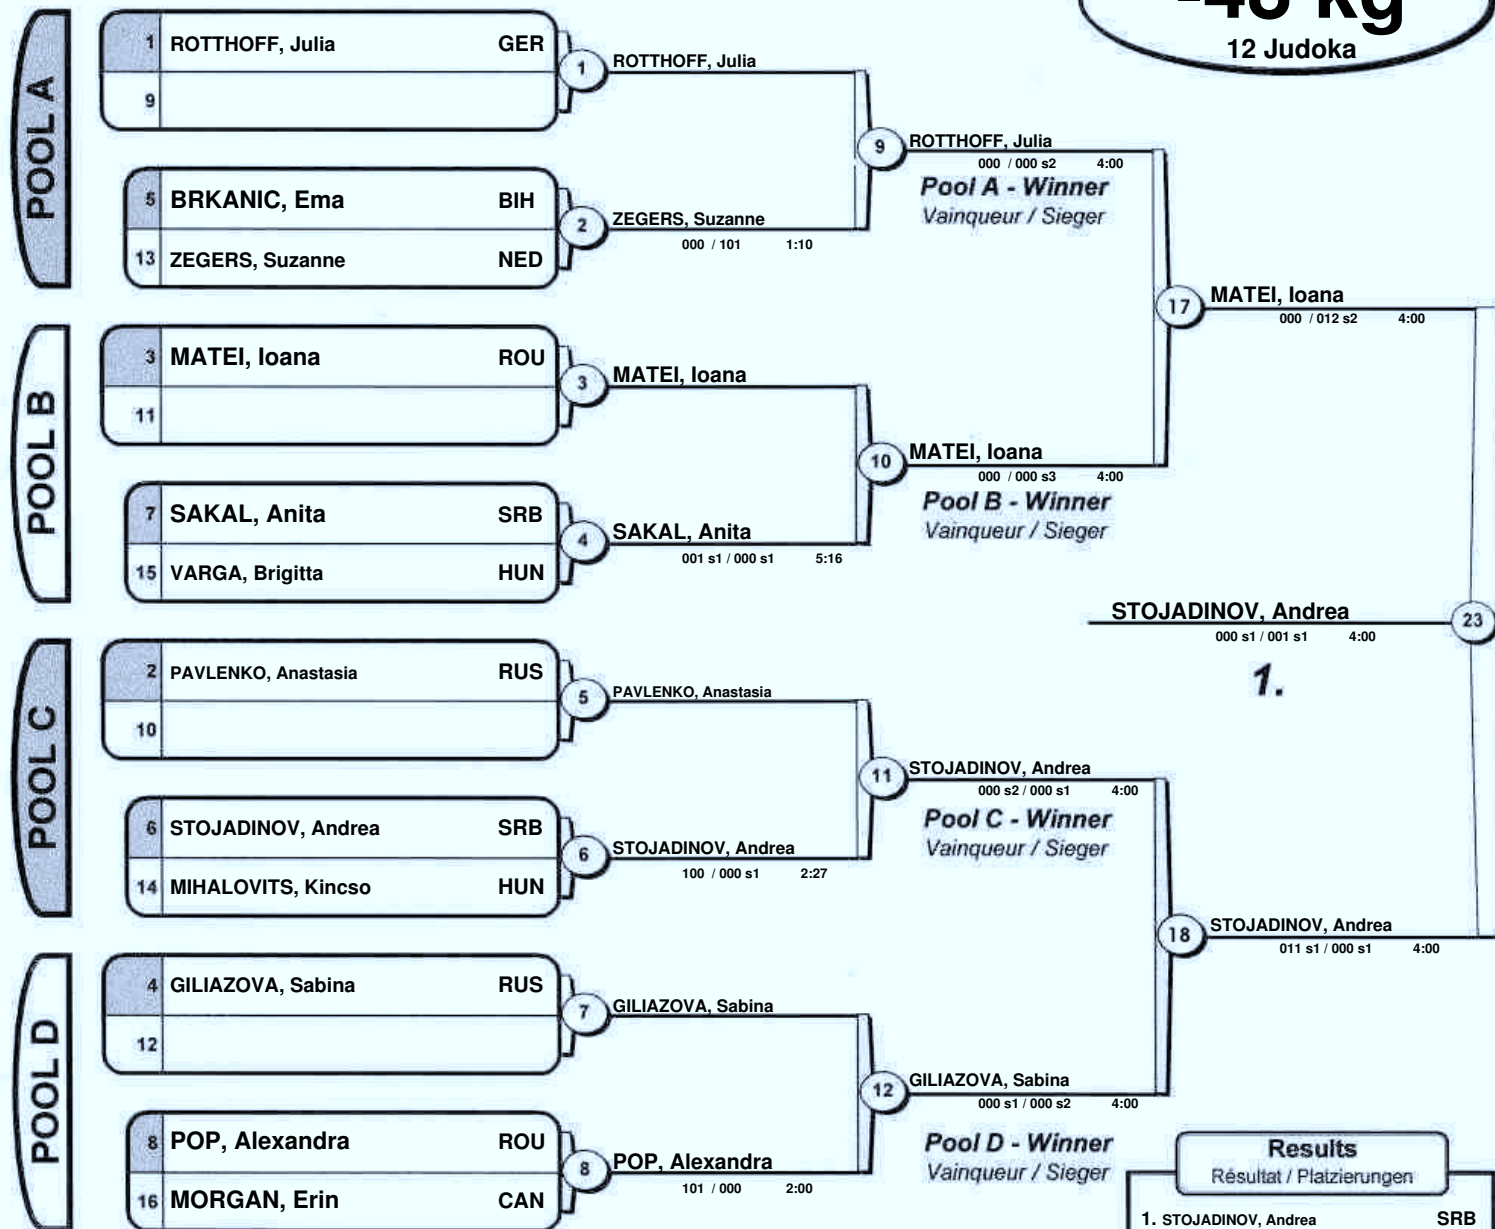 -48 kg
12 Judoka
POOL A
1 ROTTHOFF, Julia GER
9
1 ROTTHOFF, Julia
5 BRKANIC, Ema BIH
13 ZEGERS, Suzanne NED
2 ZEGERS, Suzanne
000 / 101 1:10
9 ROTTHOFF, Julia
000 / 000 s2 4:00
Pool A - Winner
Vainqueur / Sieger
POOL B
3 MATEI, Ioana ROU
11
3 MATEI, Ioana
7 SAKAL, Anita SRB
15 VARGA, Brigitta HUN
4 SAKAL, Anita
001 s1 / 000 s1 5:16
10 MATEI, Ioana
000 / 000 s3 4:00
Pool B - Winner
Vainqueur / Sieger
17 MATEI, Ioana
000 / 012 s2 4:00
STOJADINOV, Andrea 23
000 s1 / 001 s1 4:00
1.
POOL C
2 PAVLENKO, Anastasia RUS
10
5 PAVLENKO, Anastasia
6 STOJADINOV, Andrea SRB
14 MIHALOVITS, Kincso HUN
6 STOJADINOV, Andrea
100 / 000 s1 2:27
11 STOJADINOV, Andrea
000 s2 / 000 s1 4:00
Pool C - Winner
Vainqueur / Sieger
18 STOJADINOV, Andrea
011 s1 / 000 s1 4:00
POOL D
4 GILIAZOVA, Sabina RUS
12
7 GILIAZOVA, Sabina
8 POP, Alexandra ROU
16 MORGAN, Erin CAN
8 POP, Alexandra
101 / 000 2:00
12 GILIAZOVA, Sabina
000 s1 / 000 s2 4:00
Pool D - Winner
Vainqueur / Sieger
Results
Résultat / Platzierungen
1. STOJADINOV, Andrea SRB